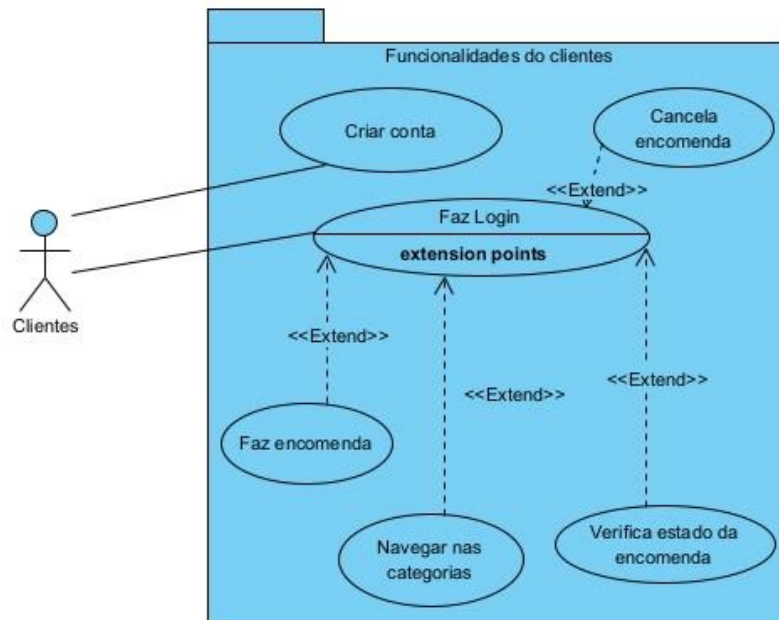 Funcionalidades do clientes
Criar conta
Cancela
encomenda
<<Extend>>
Faz Login
extension points
Clientes
<<Extend>>
<<Extend>>
<<Extend>>
Faz encomenda
Navegar nas
categorias
Verifica estado da
encomenda